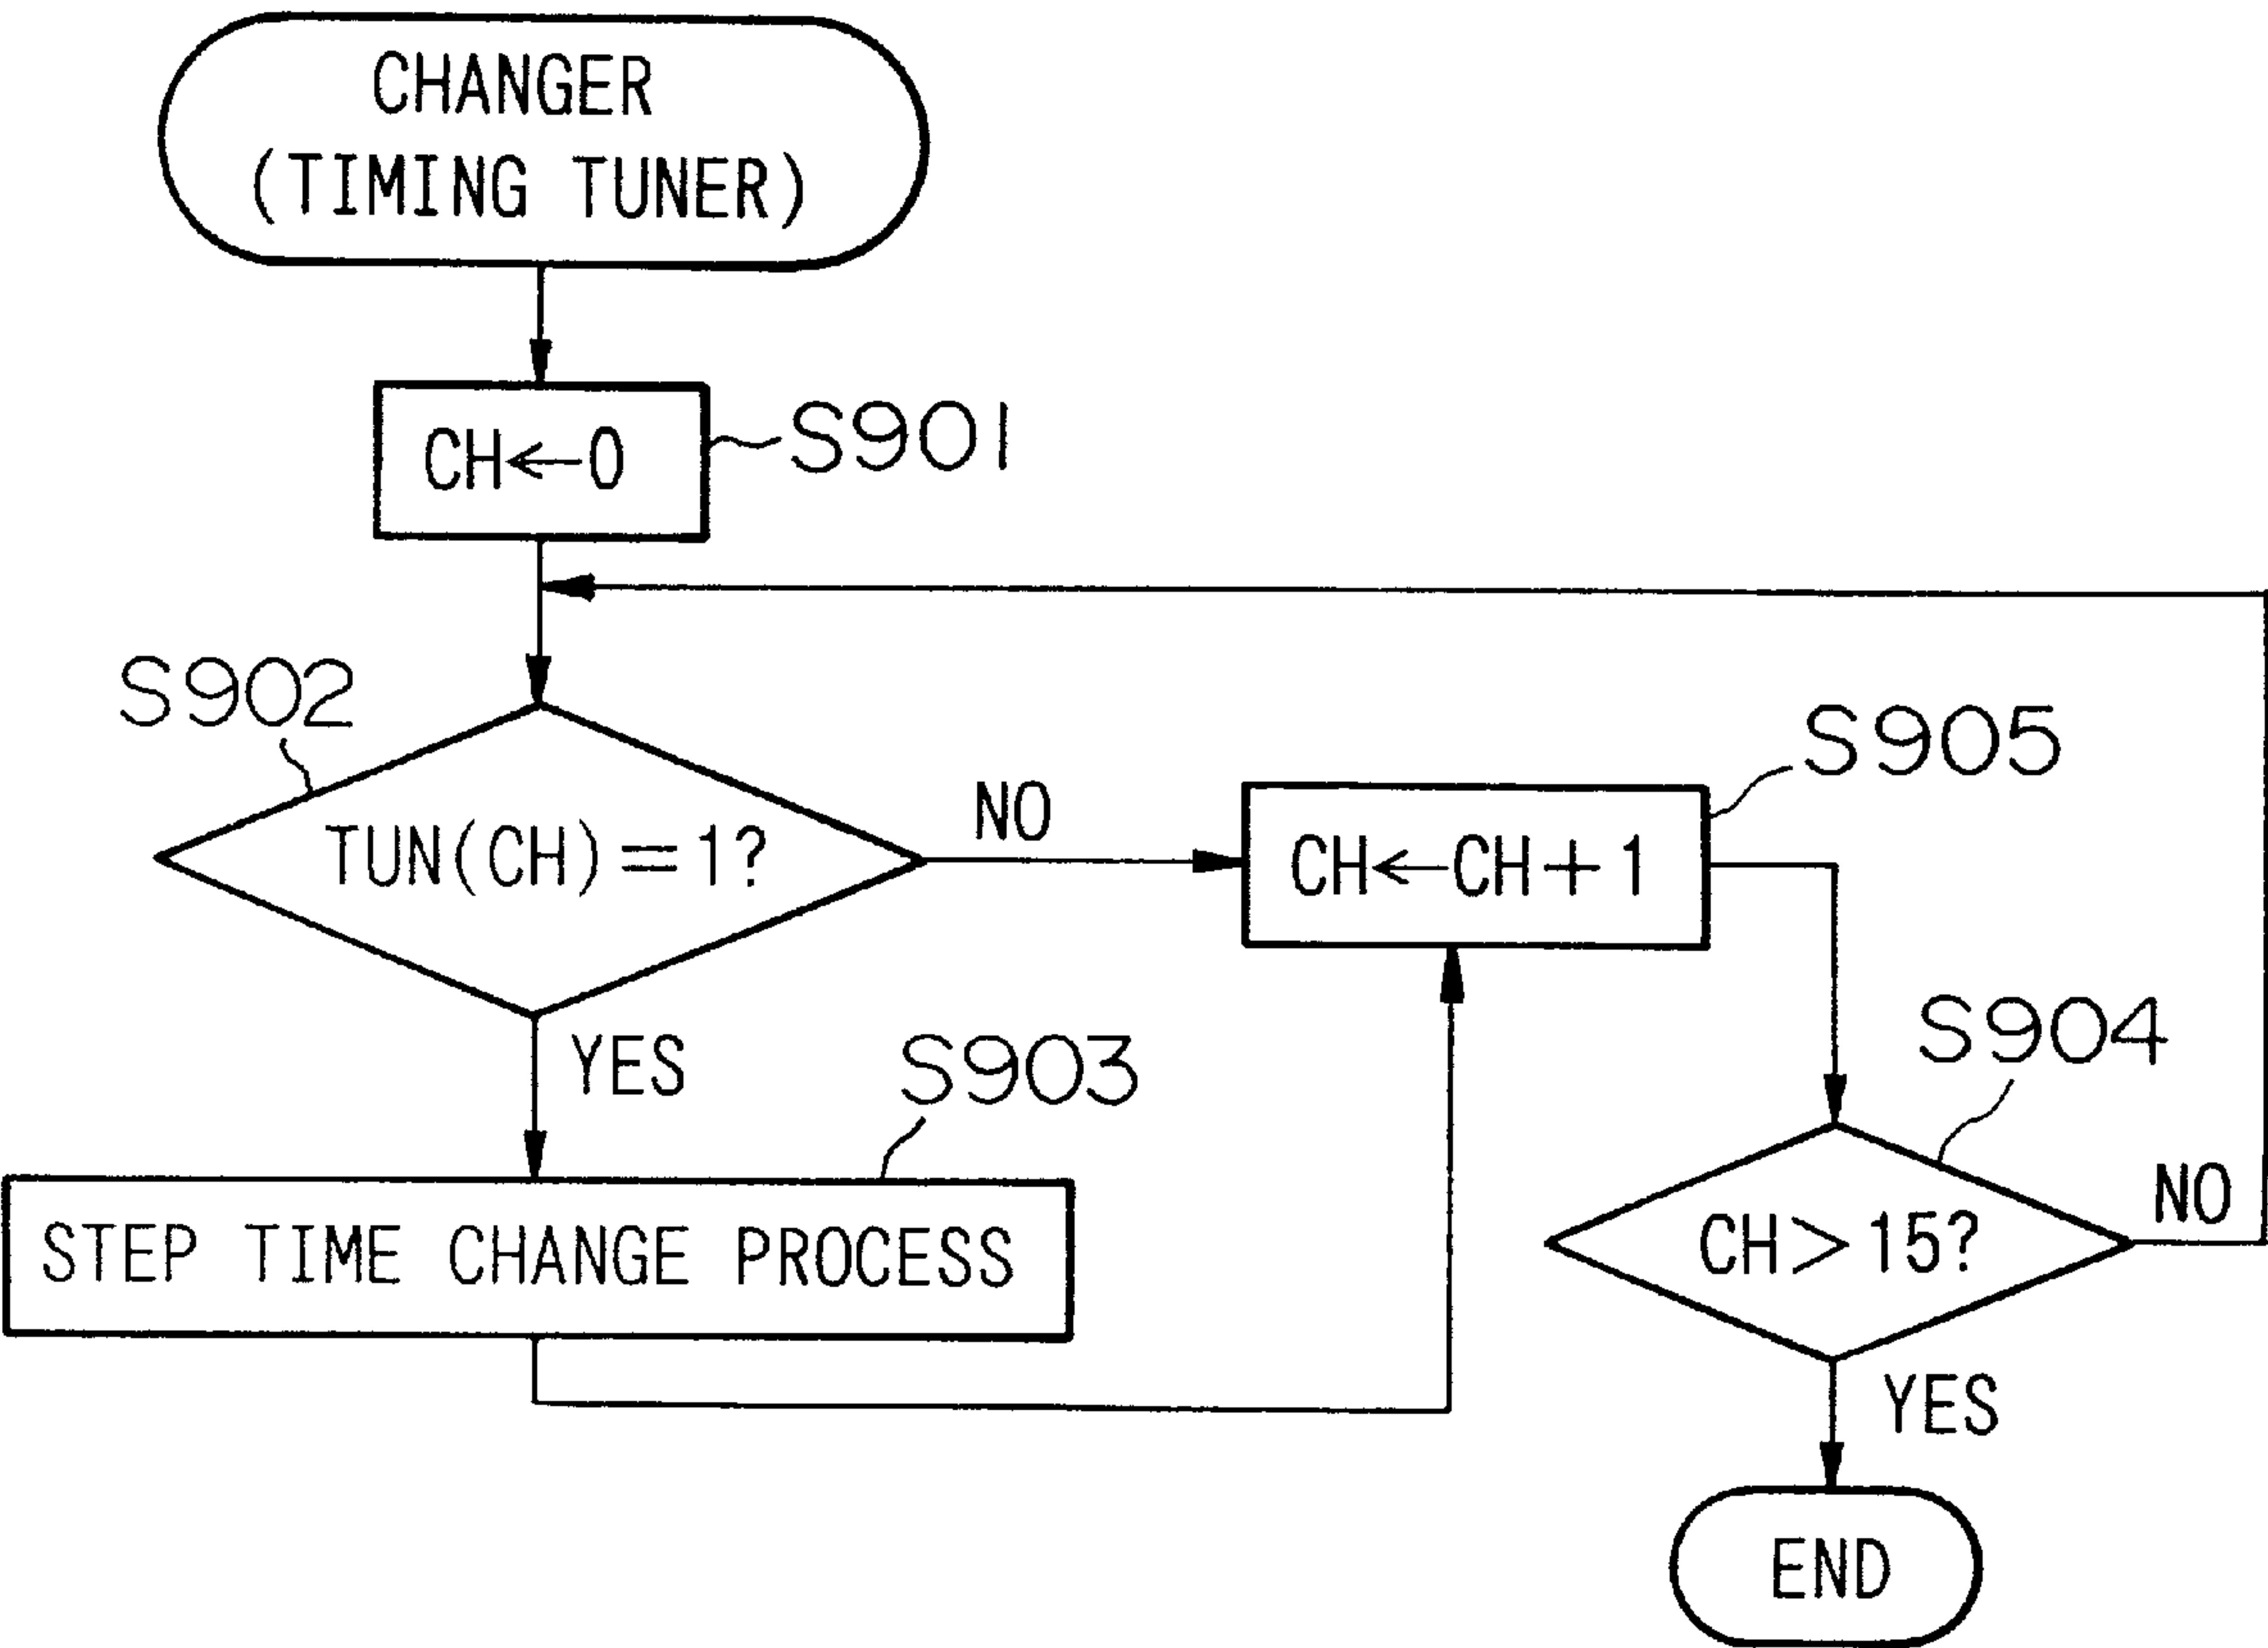 CHANGER
(TIMING TUNER)
CH←0
S901
S902
TUN(CH)=1?
NO
YES
S905
CH←CH+1
S903
STEP TIME CHANGE PROCESS
S904
CH>15?
NO
YES
END